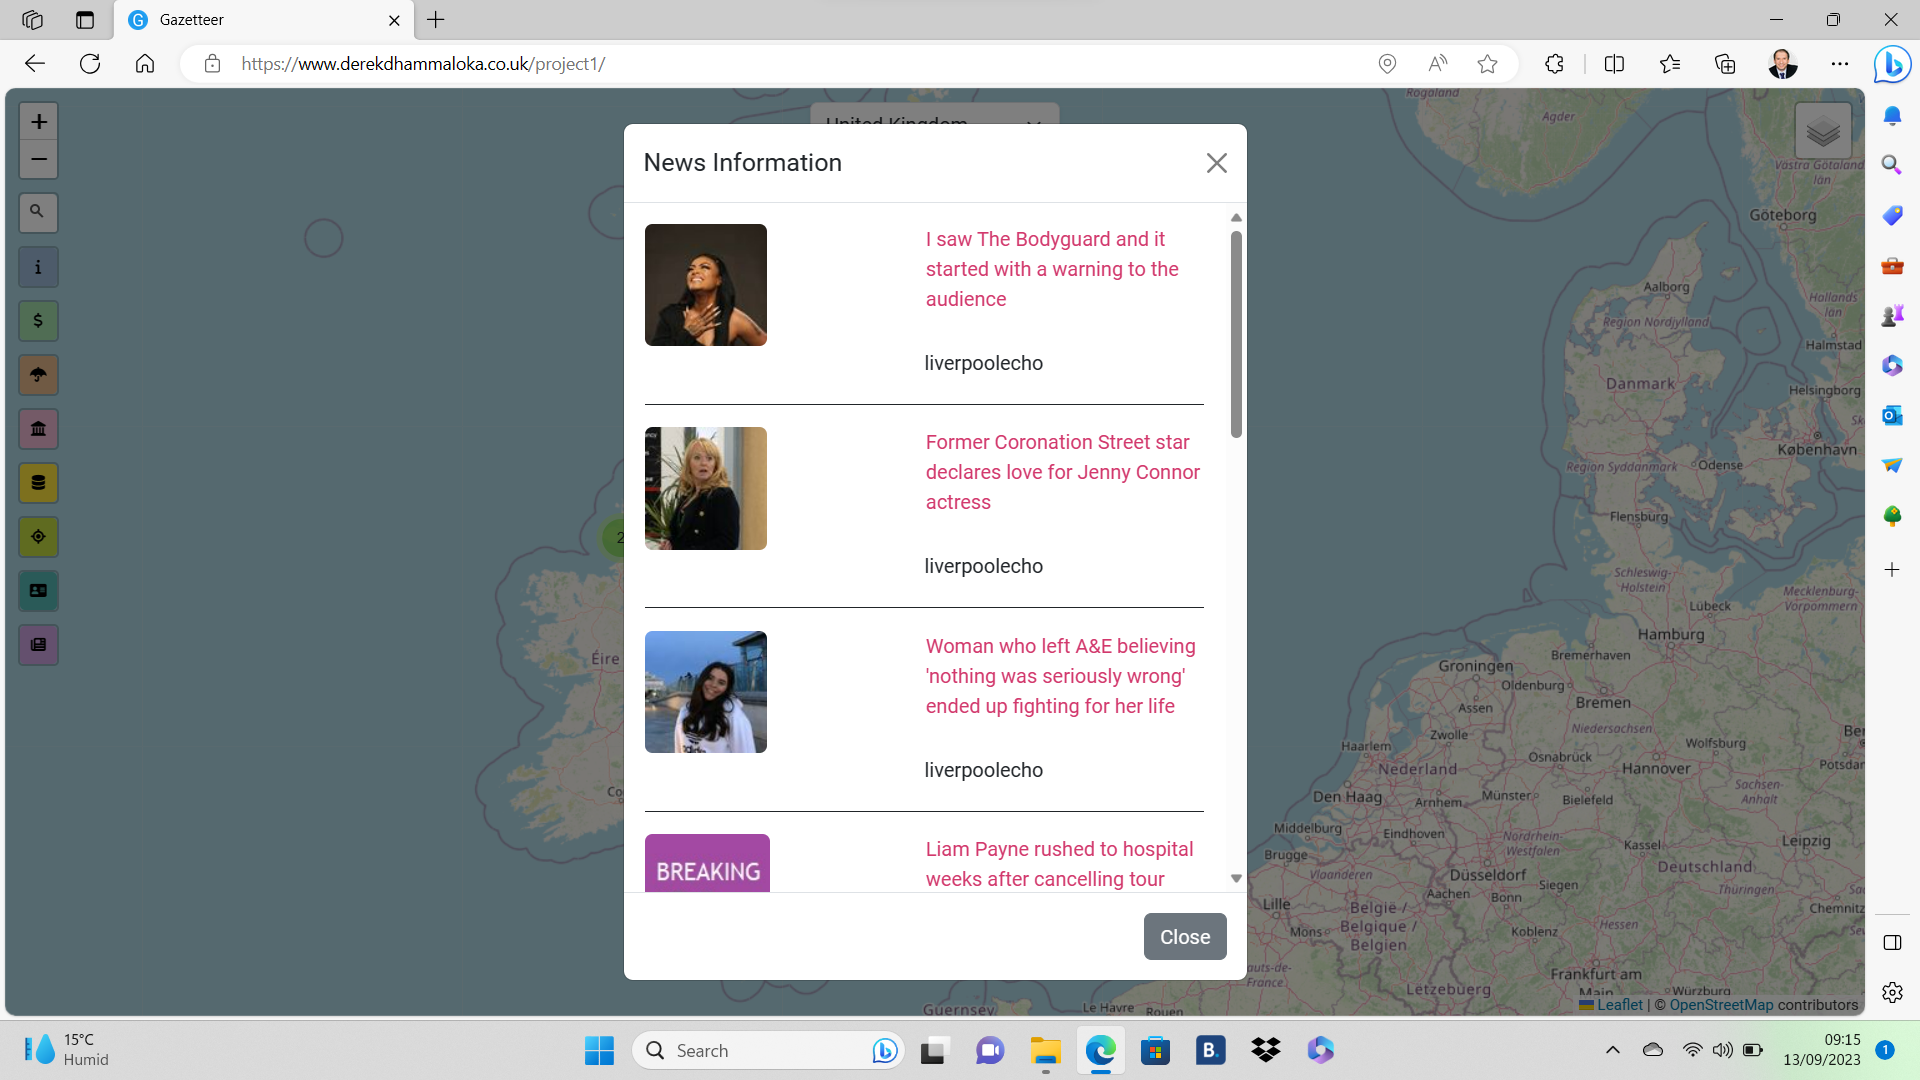 Gazetteer
https://www.derekdhammaloka.co.uk/project1/
United Kingdom
News Information
I saw The Bodyguard and it
started with a warning to the
audience
liverpoolecho
Former Coronation Street star
declares love for Jenny Connor
actress
liverpoolecho
Woman who left A&E believing
'nothing was seriously wrong'
ended up fighting for her life
liverpoolecho
BREAKING
Liam Payne rushed to hospital
weeks after cancelling tour
Close
+
−
i
$
2
Éire
Co
Rogaland
Agder
Västra Götalands
län
Göteborg
Aalborg
Region Nordjylland
Hallands
län
Halmstad
Danmark
Helsingborg
København
Region Syddanmark
Odense
Flensburg
Schleswig-
Holstein
Lübeck
Mecklenburg-
Vorpommern
Hamburg
Groningen
Bremerhaven
Oldenburg
Bremen
Assen
Niedersachsen
Zwolle
Wolfsburg
Haarlem
Osnabrück
Hannover
Nederland
Potsdam
Sachsen-
Anhalt
Den Haag
Arnhem
Münster
Bielefeld
Middelburg
Eindhoven
Nordrhein-
Westfalen
Kassel
Leipzig
Brugge
Vlaanderen
Düsseldorf
Deutschland
Aachen
Siegen
Thüringen
Bonn
Lille
België /
Belgique /
Belgien
Mons
Koblenz
Hessen
Chemnitz
Frankfurt am
Main
Würzburg
Letzebuerg
Hauts-de-
France
Le Havre
Guernsey
Leaflet | © OpenStreetMap contributors
15°C
Humid
Search
B.
09:15
13/09/2023
1